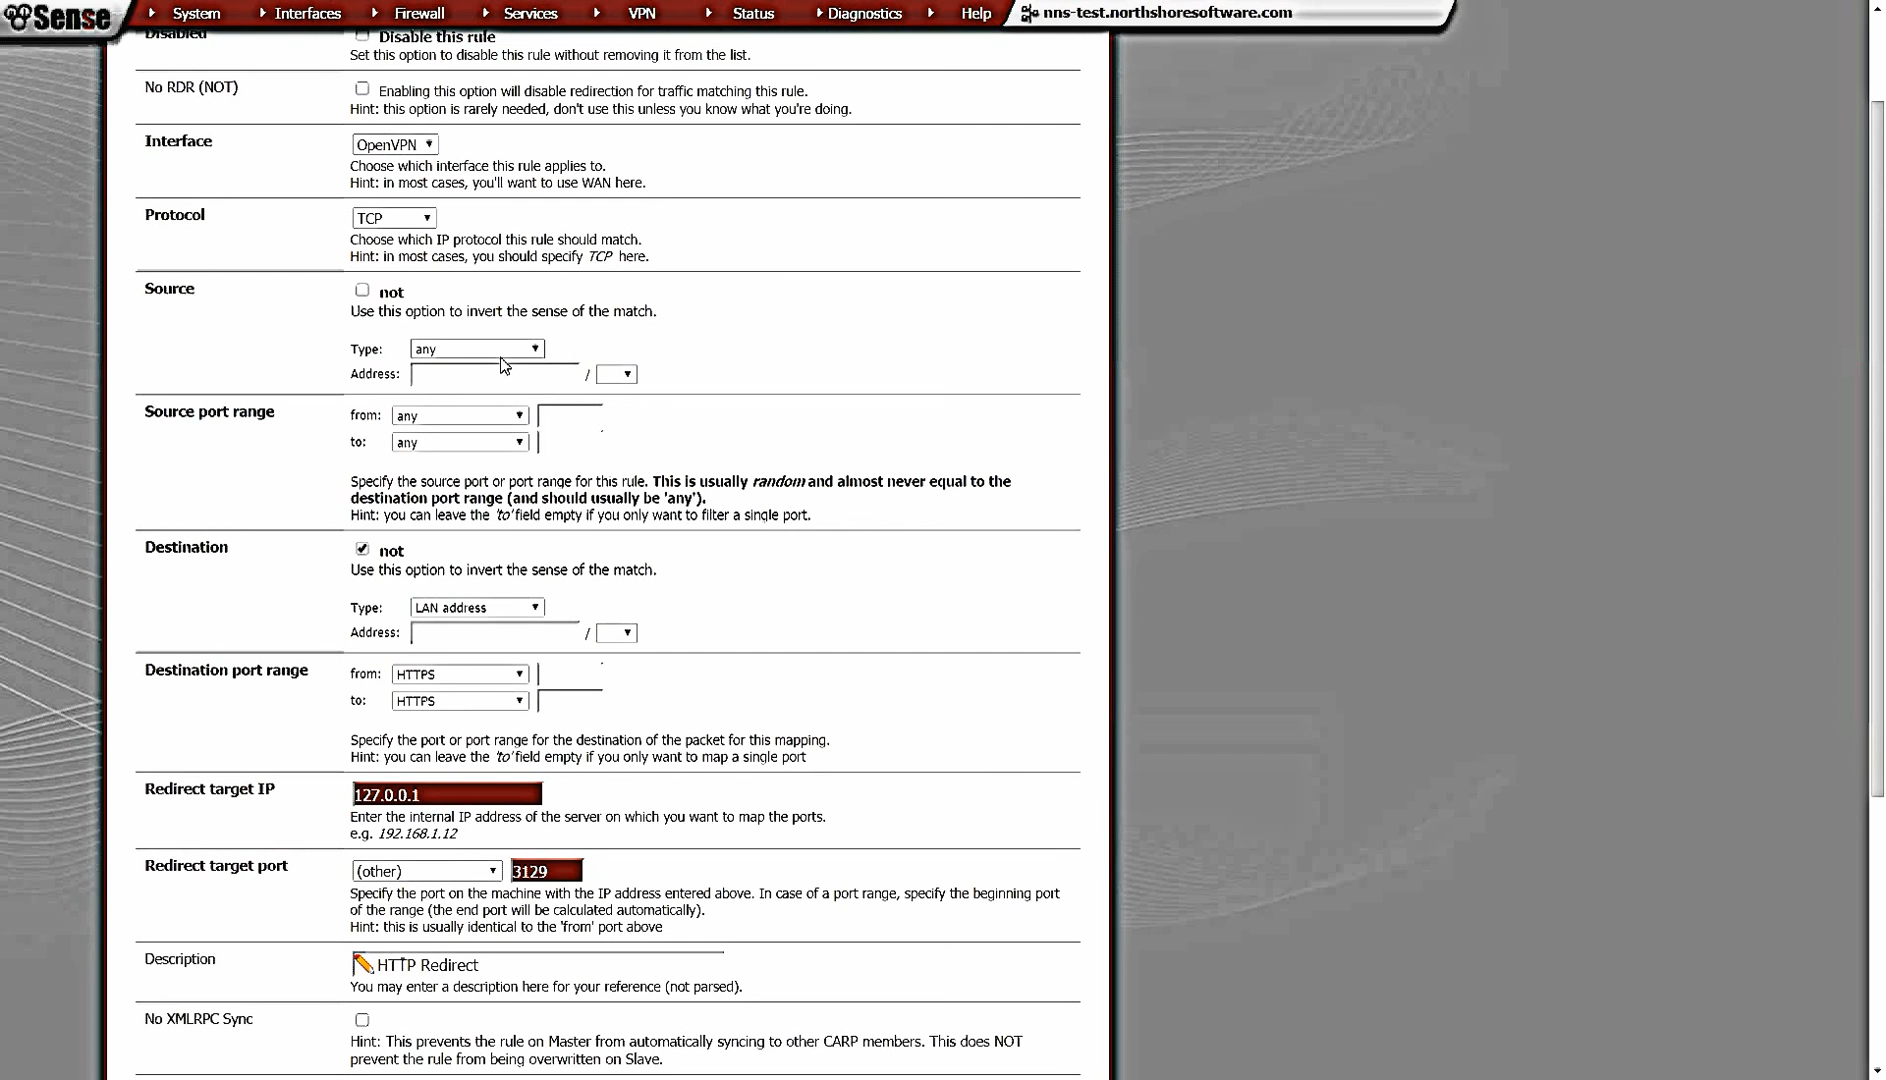 Sense
System
Interfaces
Firewall
Services
VPN
Status
Diagnostics
Help
nns-test.northshoresoftware.com
Disabled
Disable this rule
Set this option to disable this rule without removing it from the list.
No RDR (NOT)
Enabling this option will disable redirection for traffic matching this rule.
Hint: this option is rarely needed, don't use this unless you know what you're doing.
Interface
OpenVPN
Choose which interface this rule applies to.
Hint: in most cases, you'll want to use WAN here.
Protocol
TCP
Choose which IP protocol this rule should match.
Hint: in most cases, you should specify TCP here.
Source
not
Use this option to invert the sense of the match.
Type: any
Address: /
Source port range
from: any
to: any
Specify the source port or port range for this rule. This is usually random and almost never equal to the
destination port range (and should usually be 'any').
Hint: you can leave the 'to' field empty if you only want to filter a single port.
Destination
not
Use this option to invert the sense of the match.
Type: LAN address
Address: /
Destination port range
from: HTTPS
to: HTTPS
Specify the port or port range for the destination of the packet for this mapping.
Hint: you can leave the 'to' field empty if you only want to map a single port
Redirect target IP
127.0.0.1
Enter the internal IP address of the server on which you want to map the ports.
e.g. 192.168.1.12
Redirect target port
(other) 3129
Specify the port on the machine with the IP address entered above. In case of a port range, specify the beginning port
of the range (the end port will be calculated automatically).
Hint: this is usually identical to the 'from' port above
Description
HTTP Redirect
You may enter a description here for your reference (not parsed).
No XMLRPC Sync
Hint: This prevents the rule on Master from automatically syncing to other CARP members. This does NOT
prevent the rule from being overwritten on Slave.